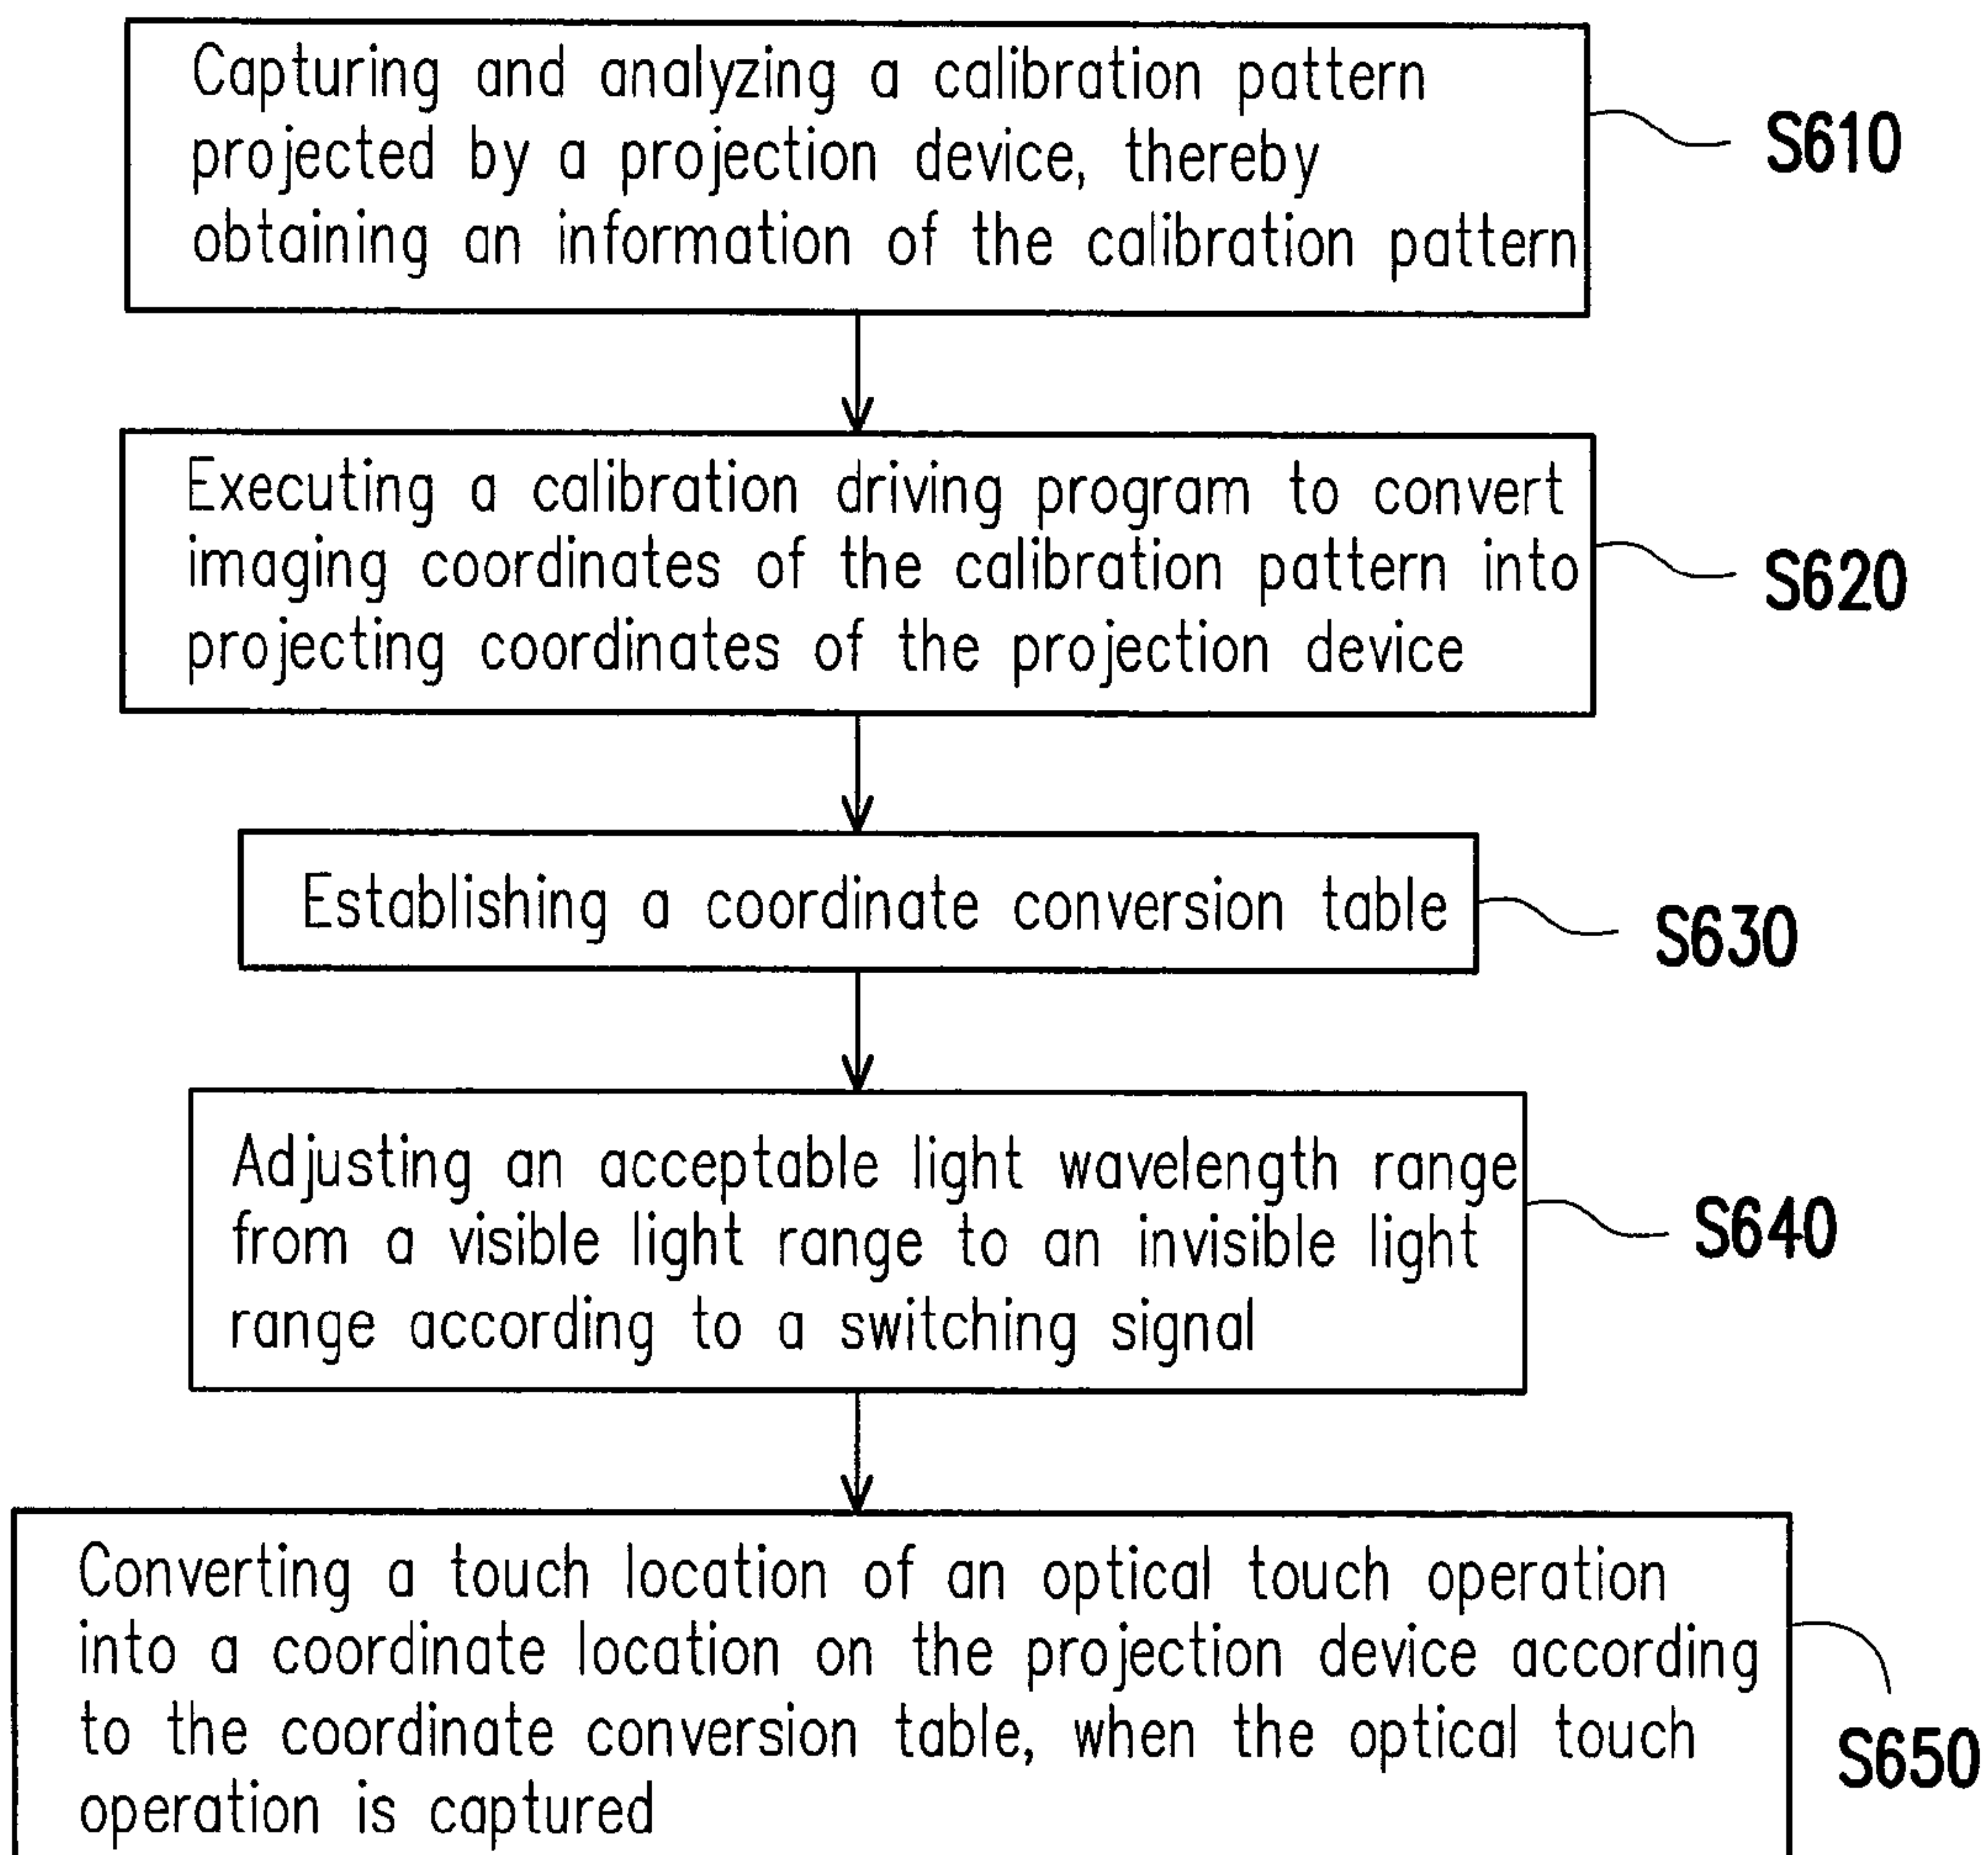 Capturing and analyzing a calibration pattern
projected by a projection device, thereby
obtaining an information of the calibration pattern
S610
Executing a calibration driving program to convert
imaging coordinates of the calibration pattern into
projecting coordinates of the projection device
S620
Establishing a coordinate conversion table
S630
Adjusting an acceptable light wavelength range
from a visible light range to an invisible light
range according to a switching signal
S640
Converting a touch location of an optical touch operation
into a coordinate location on the projection device according
to the coordinate conversion table, when the optical touch
operation is captured
S650